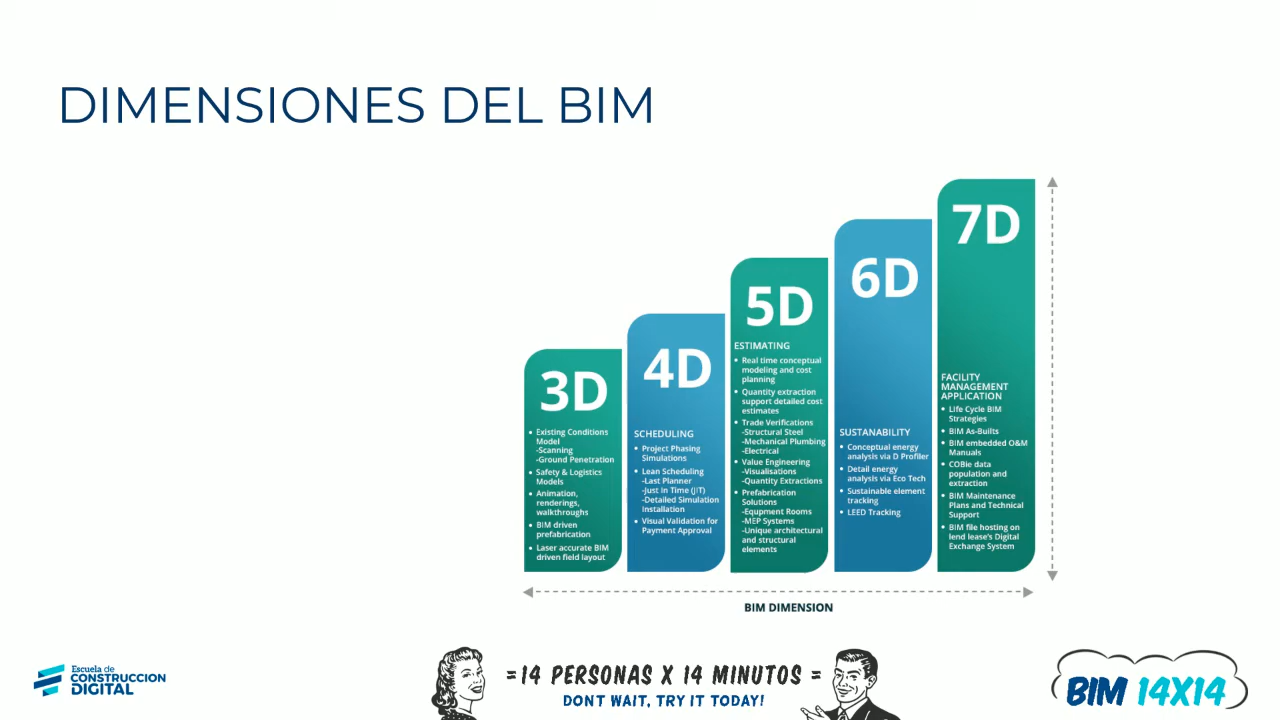 DIMENSIONES DEL BIM
3D
• Existing Conditions
Model
-Scanning
-Ground Penetration
• Safety & Logistics
Models
• Animation,
renderings,
walkthroughs
• BIM driven
prefabrication
• Laser accurate BIM
driven field layout
4D
SCHEDULING
• Project Phasing
Simulations
• Lean Scheduling
-Last Planner
-Just in Time (JIT)
-Detailed Simulation
Installation
• Visual Validation for
Payment Approval
5D
ESTIMATING
• Real time conceptual
modeling and cost
planning
• Quantity extraction
support detailed cost
estimates
• Trade Verifications
-Structural Steel
-Mechanical Plumbing
-Electrical
• Value Engineering
-Visualisations
-Quantity Extractions
• Prefabrication
Solutions
-Equpment Rooms
-MEP Systems
-Unique architectural
and structural
elements
6D
SUSTANABILITY
• Conceptual energy
analysis via D Profiler
• Detail energy
analysis via Eco Tech
• Sustainable element
tracking
• LEED Tracking
7D
FACILITY
MANAGEMENT
APPLICATION
• Life Cycle BIM
Strategies
• BIM As-Builts
• BIM embedded O&M
Manuals
• COBie data
population and
extraction
• BIM Maintenance
Plans and Technical
Support
• BIM file hosting on
lend lease's Digital
Exchange System
BIM DIMENSION
Escuela de
CONSTRUCCION
DIGITAL
=14 PERSONAS X 14 MINUTOS =
DONT WAIT, TRY IT TODAY!
BIM 14X14